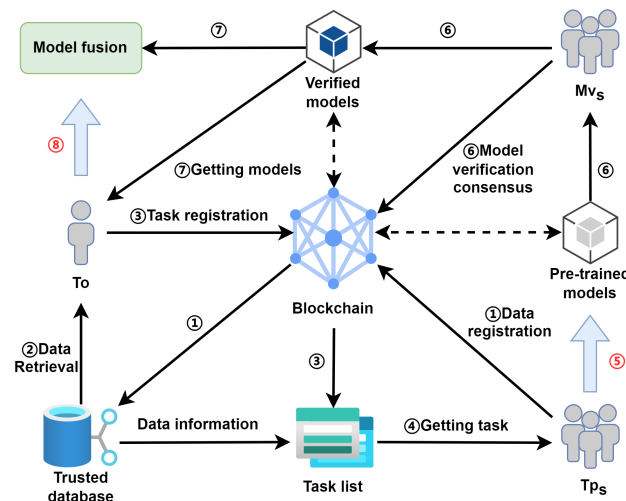 ⑦
⑥
Model fusion
Verified
models
Mvs
⑧
⑦Getting models
⑥Model
verification
consensus
⑥
③Task registration
To
Blockchain
Pre-trained
models
①
①Data
registration
②Data
Retrieval
③
⑤
Data information
④Getting task
Trusted
database
Task list
Tps